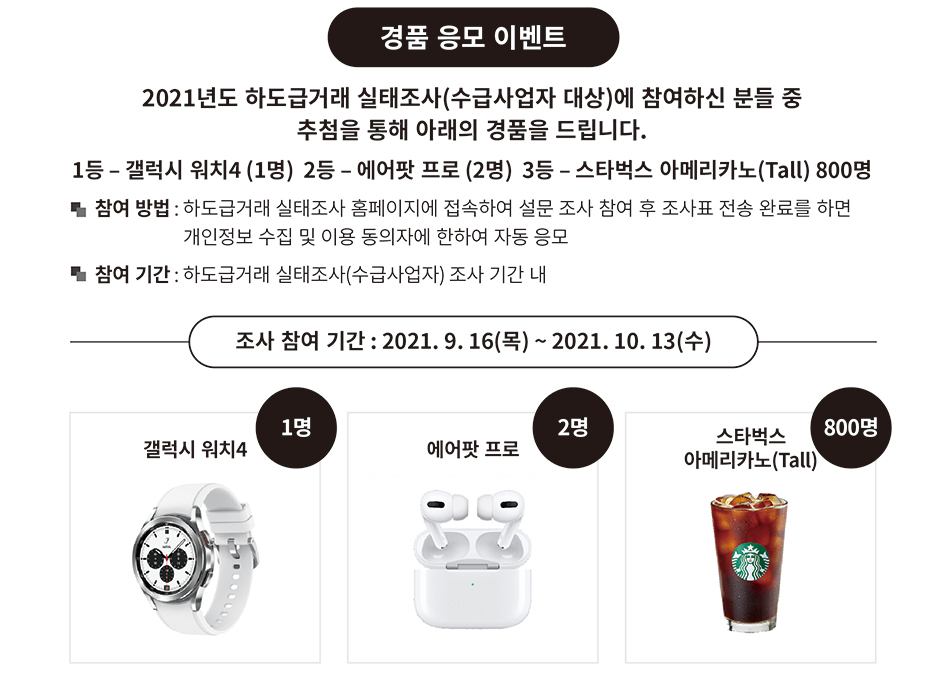 경품 응모 이벤트
2021년도 하도급거래 실태조사(수급사업자 대상)에 참여하신 분들 중
추첨을 통해 아래의 경품을 드립니다.
1등 – 갤럭시 워치4 (1명) 2등 – 에어팟 프로 (2명) 3등 – 스타벅스 아메리카노(Tall) 800명
참여 방법 : 하도급거래 실태조사 홈페이지에 접속하여 설문 조사 참여 후 조사표 전송 완료를 하면
개인정보 수집 및 이용 동의자에 한하여 자동 응모
참여 기간 : 하도급거래 실태조사(수급사업자) 조사 기간 내
조사 참여 기간 : 2021. 9. 16(목) ~ 2021. 10. 13(수)
1명
갤럭시 워치4
2명
에어팟 프로
800명
스타벅스
아메리카노(Tall)